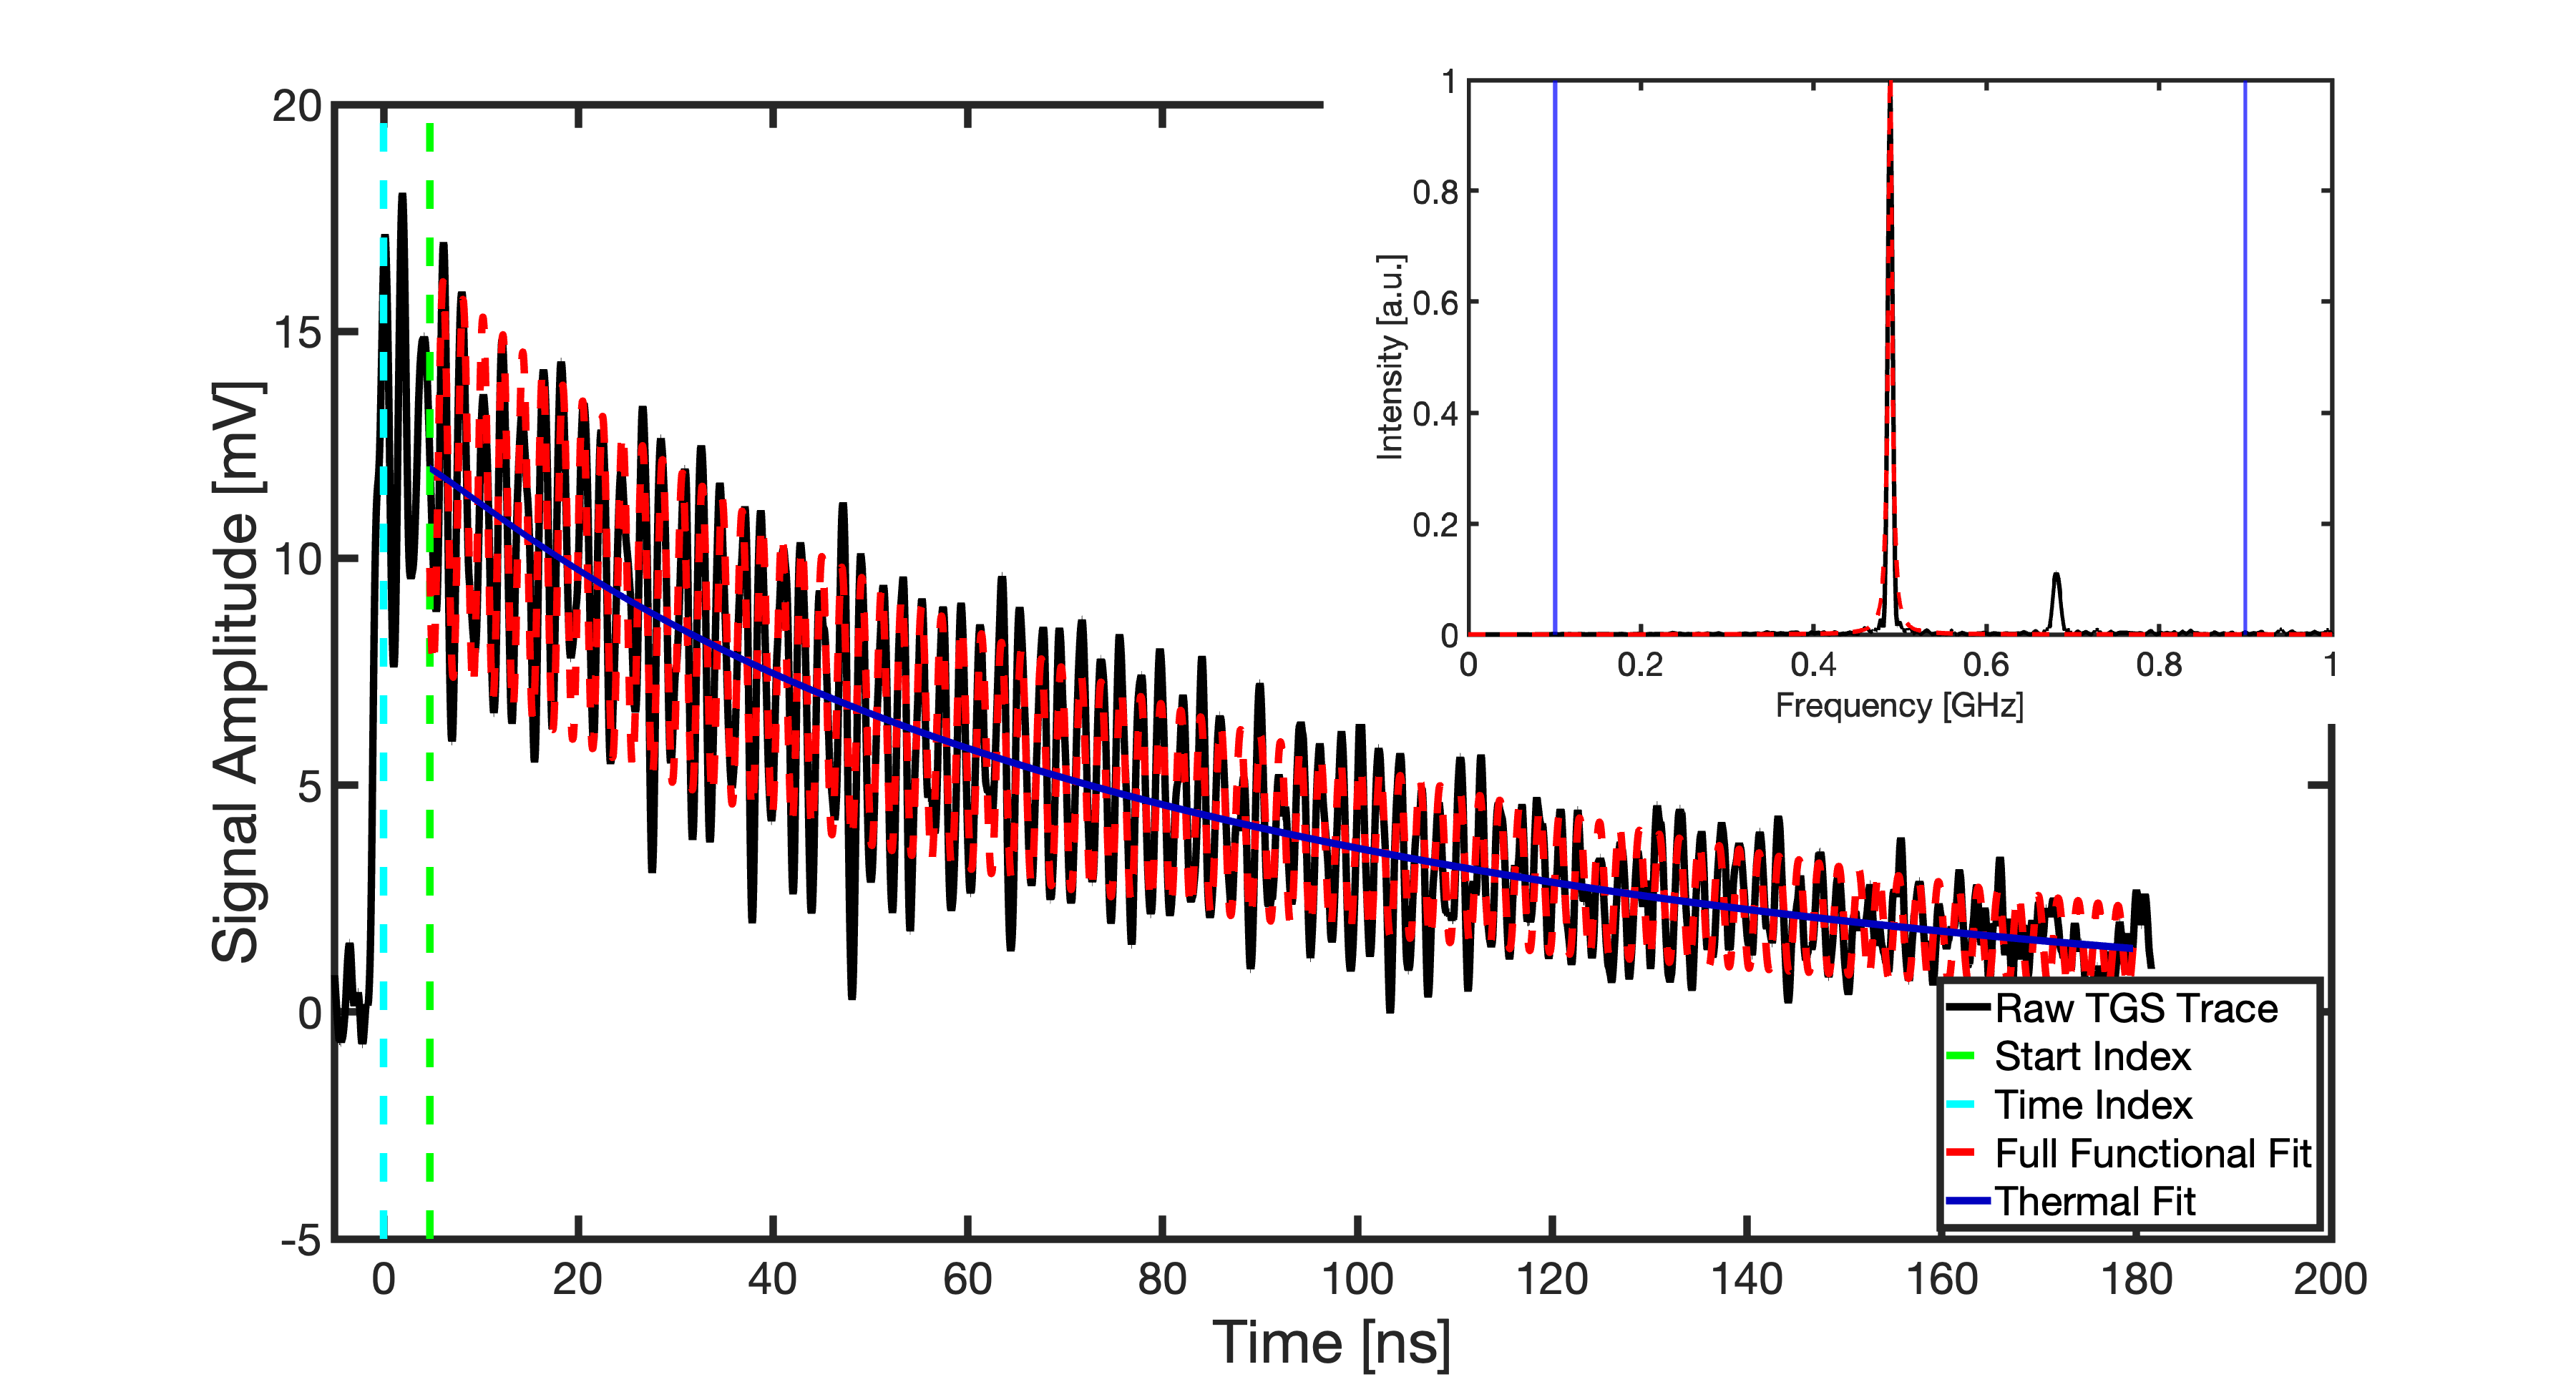 20
15
10
5
0
-5
Signal Amplitude [mV]
0 20 40 60 80 100 120 140 160 180 200
Time [ns]
1
0.8
0.6
0.4
0.2
0
Intensity [a.u.]
0 0.2 0.4 0.6 0.8 1
Frequency [GHz]
Raw TGS Trace
Start Index
Time Index
Full Functional Fit
Thermal Fit